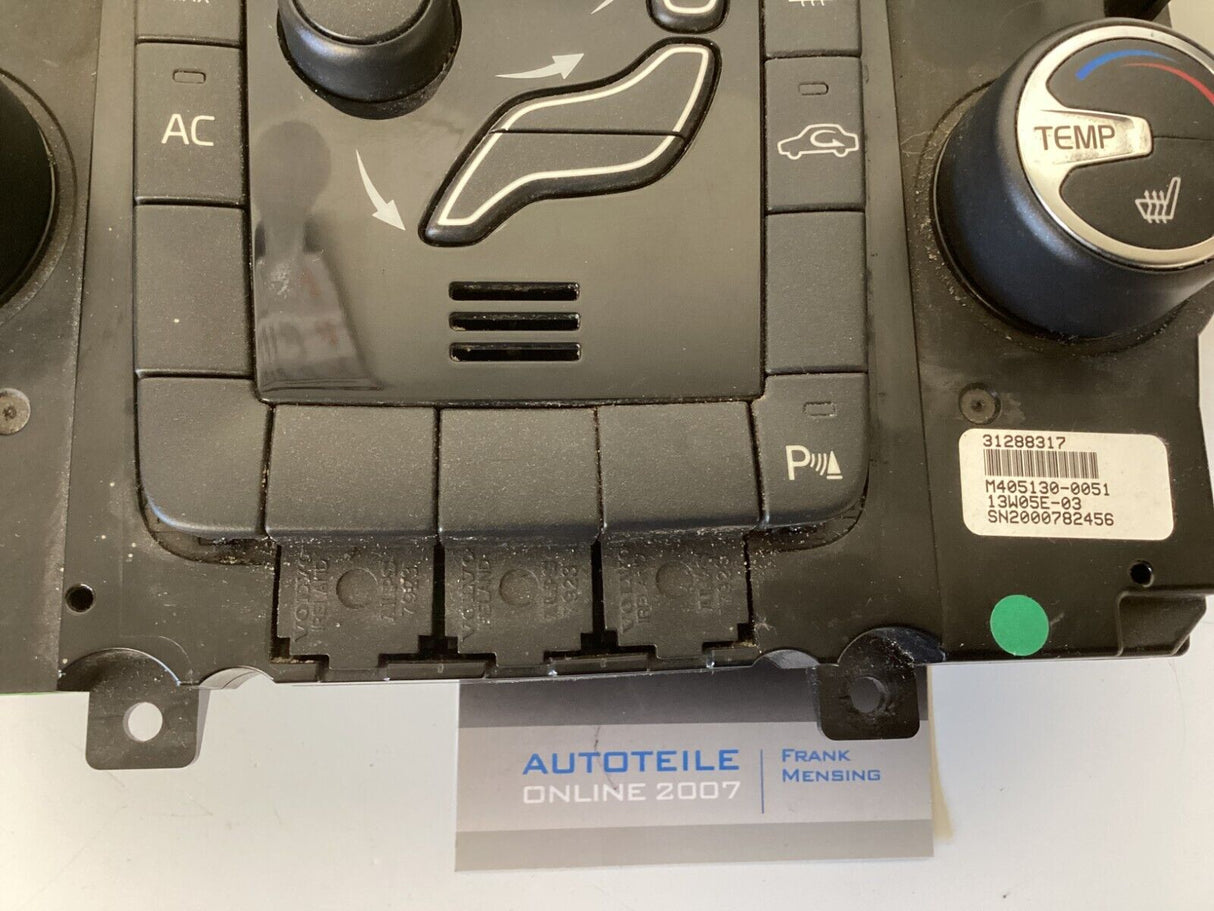 AC
TEMP
P
31288317
M405130-0051
13W05E-03
SN2000782456
AUTOTEILE
ONLINE 2007
FRANK
MENSING